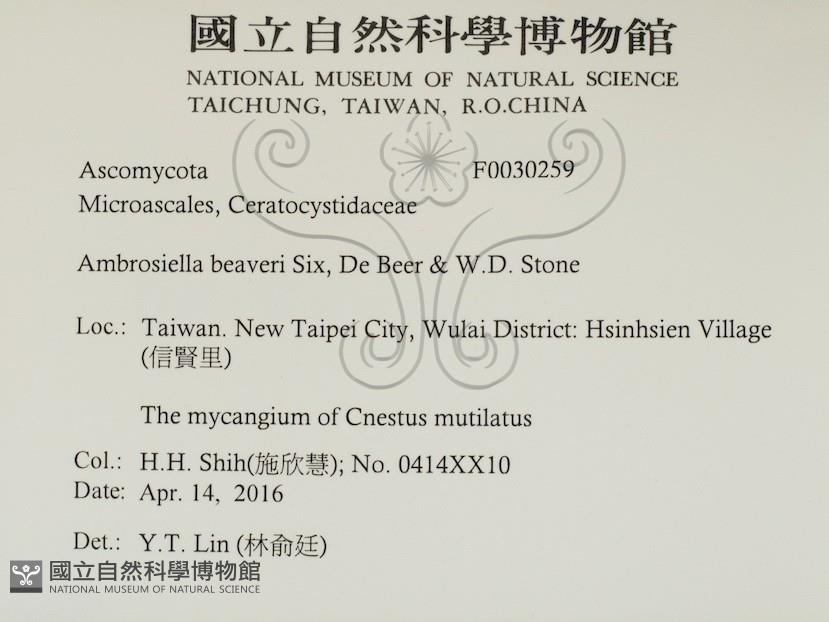 國立自然科學博物館
NATIONAL MUSEUM OF NATURAL SCIENCE
TAICHUNG, TAIWAN, R.O.CHINA
Ascomycota F0030259
Microascales, Ceratocystidaceae
Ambrosiella beaveri Six, De Beer & W.D. Stone
Loc.: Taiwan. New Taipei City, Wulai District: Hsinhsien Village
(信賢里)
The mycangium of Cnestus mutilatus
Col.: H.H. Shih(施欣慧); No. 0414XX10
Date: Apr. 14, 2016
Det.: Y.T. Lin (林俞廷)
國立自然科學博物館
NATIONAL MUSEUM OF NATURAL SCIENCE